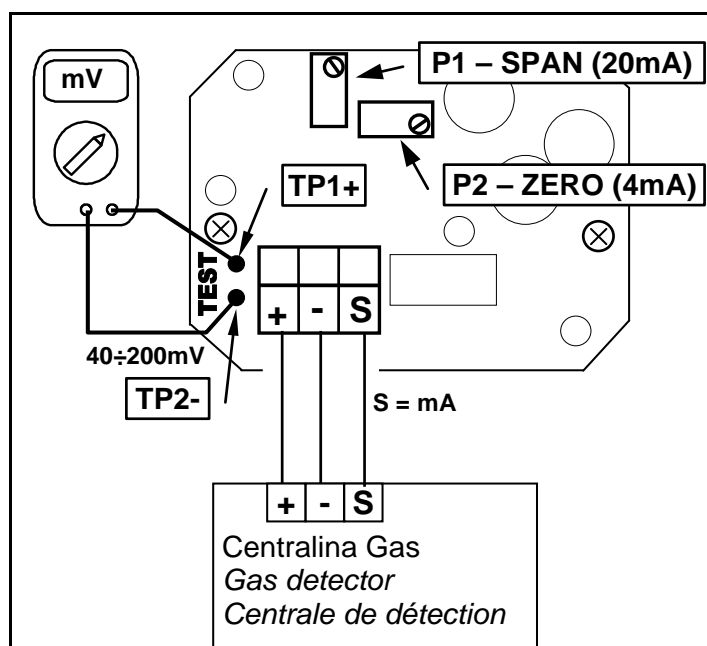 mV
P1 – SPAN (20mA)
P2 – ZERO (4mA)
TP1+
TEST
+ - S
40÷200mV
TP2-
S = mA
+ - S
Centralina Gas
Gas detector
Centrale de détection